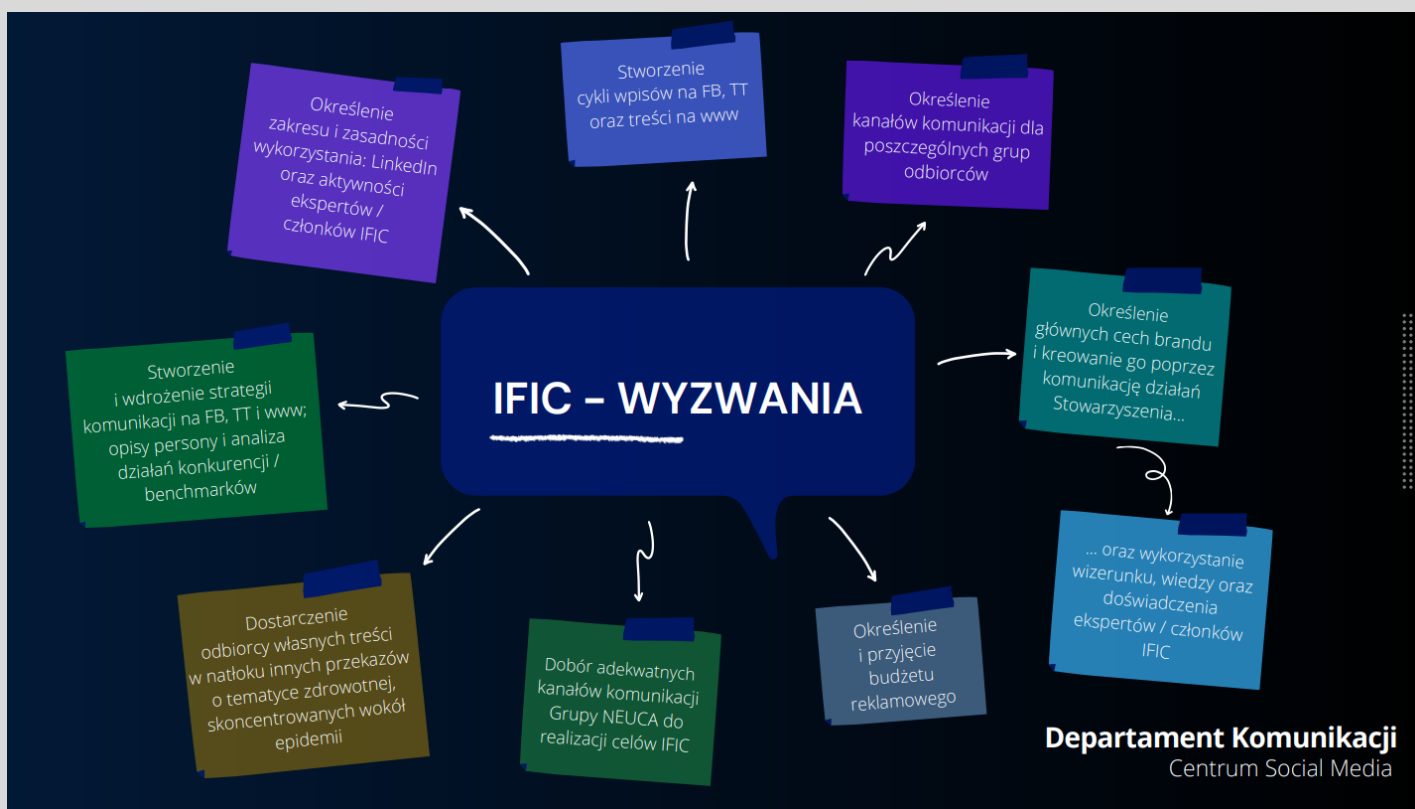 Określenie
zakresu i zasadności
wykorzystania: LinkedIn
oraz aktywności
ekspertów /
członków IFIC
Stworzenie
cykli wpisów na FB, TT
oraz treści na www
Określenie
kanałów komunikacji dla
poszczególnych grup
odbiorców
Stworzenie
i wdrożenie strategii
komunikacji na FB, TT i www;
opisy persony i analiza
działań konkurencji /
benchmarków
IFIC - WYZWANIA
Określenie
głównych cech brandu
i kreowanie go poprzez
komunikację działań
Stowarzyszenia...
... oraz wykorzystanie
wizerunku, wiedzy oraz
doświadczenia
ekspertów / członków
IFIC
Dostarczenie
odbiorcy własnych treści
w natłoku innych przekazów
o tematyce zdrowotnej,
skoncentrowanych wokół
epidemii
Dobór adekwatnych
kanałów komunikacji
Grupy NEUCA do
realizacji celów IFIC
Określenie
i przyjęcie
budżetu
reklamowego
Departament Komunikacji
Centrum Social Media